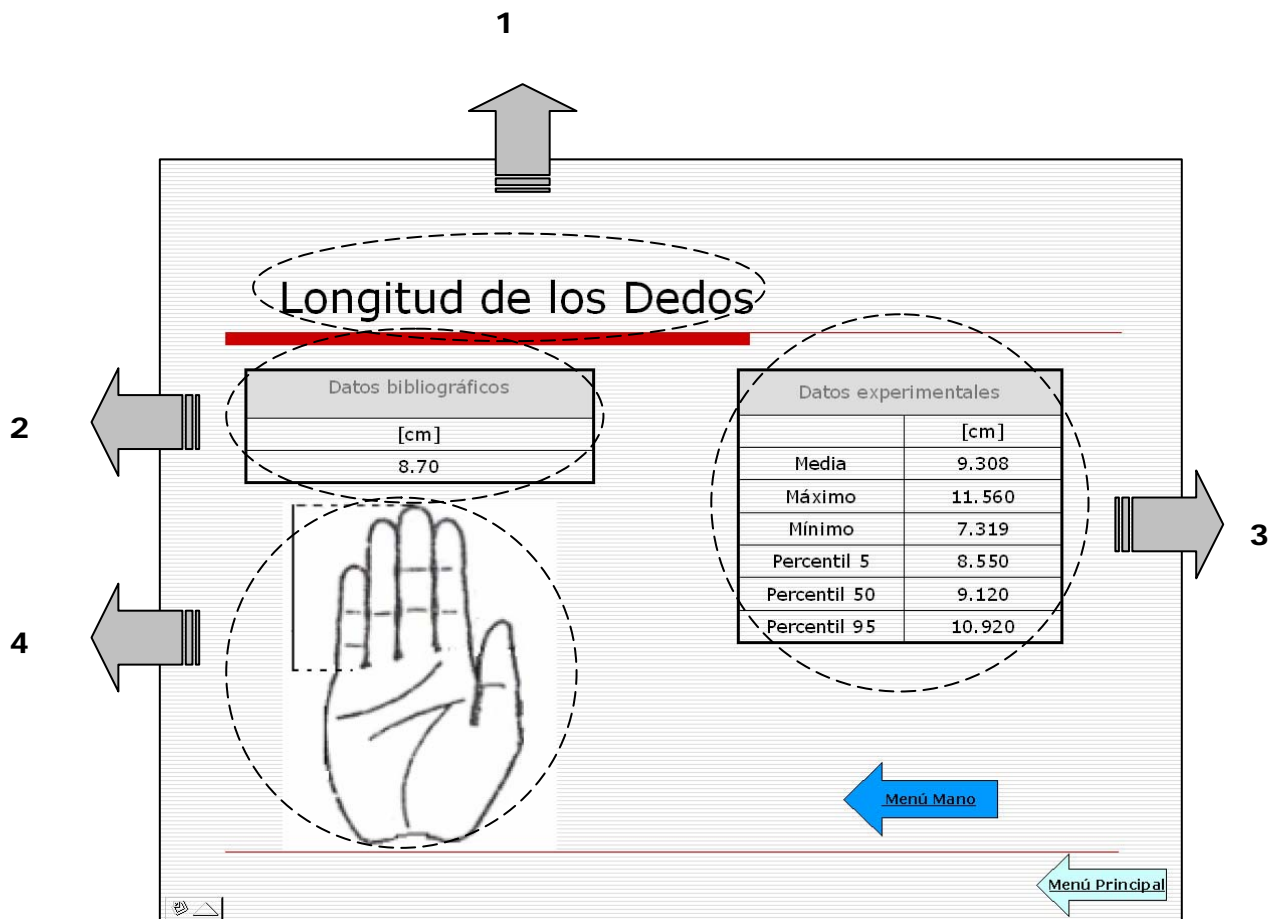 1
Longitud de los Dedos
2
Datos bibliográficos
[cm]
8.70
Datos experimentales
[cm]
Media 9.308
Máximo 11.560
Mínimo 7.319
Percentil 5 8.550
Percentil 50 9.120
Percentil 95 10.920
3
4
Menú Mano
Menú Principal